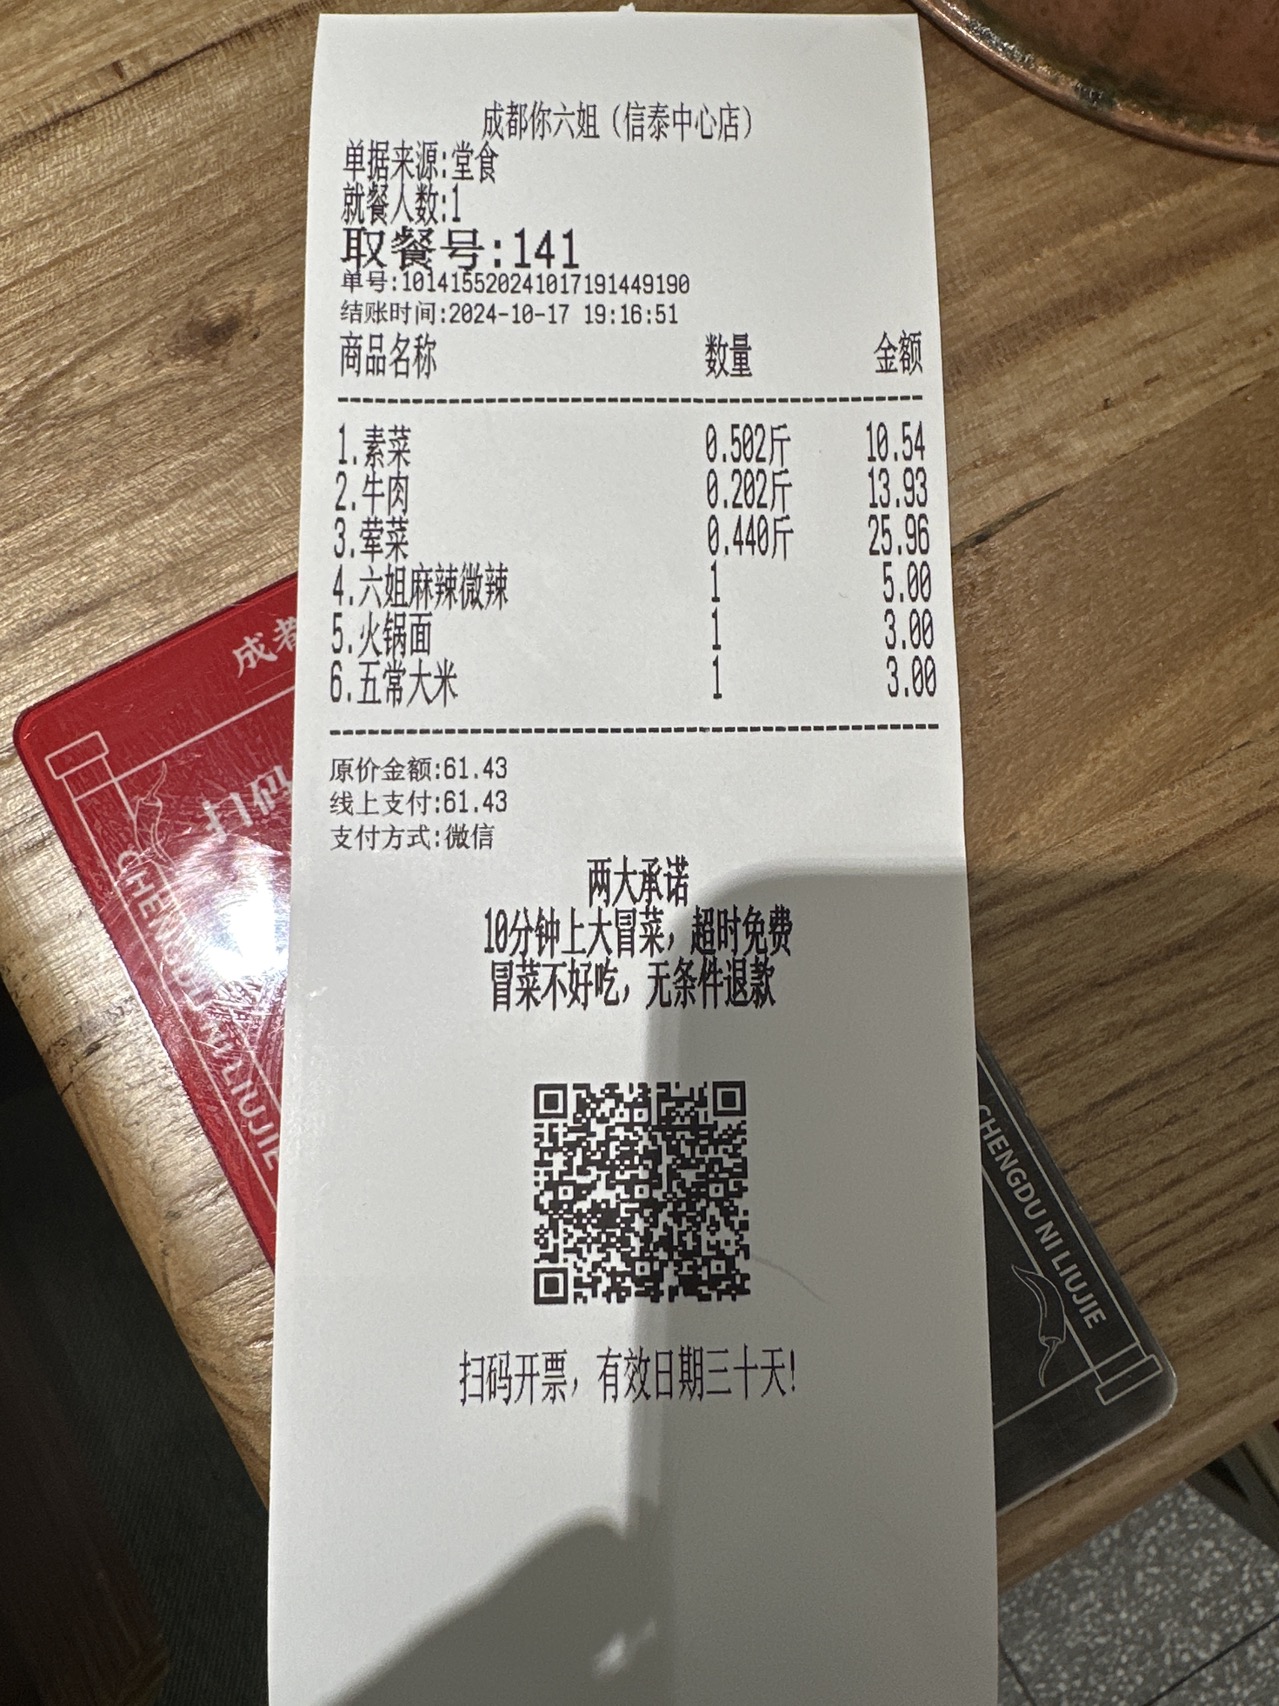 成都你六姐（信泰中心店）
单据来源:堂食
就餐人数:1
取餐号:141
单号:101415520241017191449190
结账时间:2024-10-17 19:16:51
商品名称 数量 金额
1.素菜 0.502斤 10.54
2.牛肉 0.202斤 13.93
3.荤菜 0.440斤 25.96
4.六姐麻辣微辣 1 5.00
5.火锅面 1 3.00
6.五常大米 1 3.00
原价金额:61.43
线上支付:61.43
支付方式:微信
两大承诺
10分钟上大冒菜，超时免费
冒菜不好吃，无条件退款
扫码开票，有效日期三十天!
成都
扫码
CHENGDU NI LIUJIE
CHENGDU NI LIUJIE